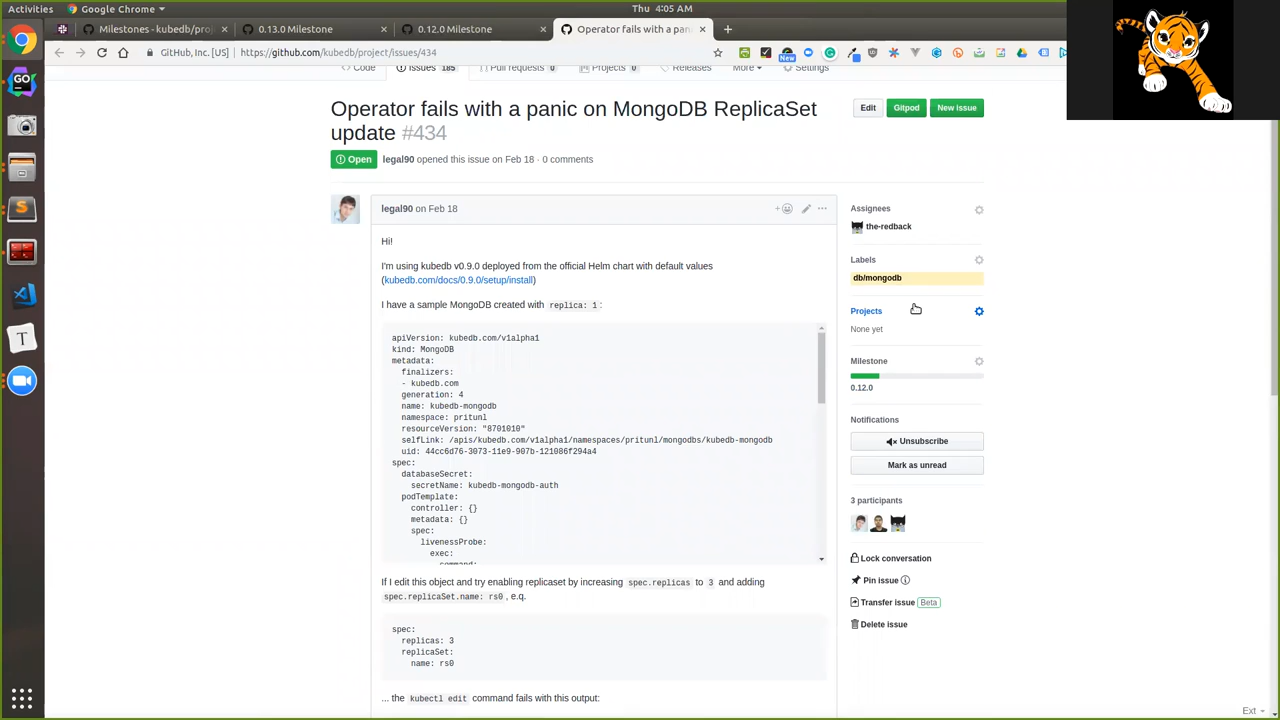 Activities
Google Chrome
Thu 4:05 AM
Milestones - kubedb/proj
0.13.0 Milestone
0.12.0 Milestone
Operator fails with a pani
GitHub, Inc. [US]
https://github.com/kubedb/project/issues/434
New
Code
Issues 185
Pull requests 0
Projects 0
Releases
More
Settings
Operator fails with a panic on MongoDB ReplicaSet
update #434
Edit
Gitpod
New Issue
Open
legal90 opened this issue on Feb 18 · 0 comments
legal90 on Feb 18
Hi!
I'm using kubedb v0.9.0 deployed from the official Helm chart with default values
(kubedb.com/docs/0.9.0/setup/install)
I have a sample MongoDB created with replica: 1 :
apiVersion: kubedb.com/v1alpha1
kind: MongoDB
metadata:
finalizers:
- kubedb.com
generation: 4
name: kubedb-mongodb
namespace: pritunl
resourceVersion: "8701010"
selfLink: /apis/kubedb.com/v1alpha1/namespaces/pritunl/mongodbs/kubedb-mongodb
uid: 44cc6d76-3073-11e9-907b-121086f294a4
spec:
databaseSecret:
secretName: kubedb-mongodb-auth
podTemplate:
controller: {}
metadata: {}
spec:
livenessProbe:
exec:
command:
If I edit this object and try enabling replicaset by increasing spec.replicas to 3 and adding
spec.replicaSet.name: rs0 , e.q.
spec:
replicas: 3
replicaSet:
name: rs0
... the kubectl edit command fails with this output:
Assignees
the-redback
Labels
db/mongodb
Projects
None yet
Milestone
0.12.0
Notifications
Unsubscribe
Mark as unread
3 participants
Lock conversation
Pin issue
Transfer issue Beta
Delete issue
GO
S
T
Ext